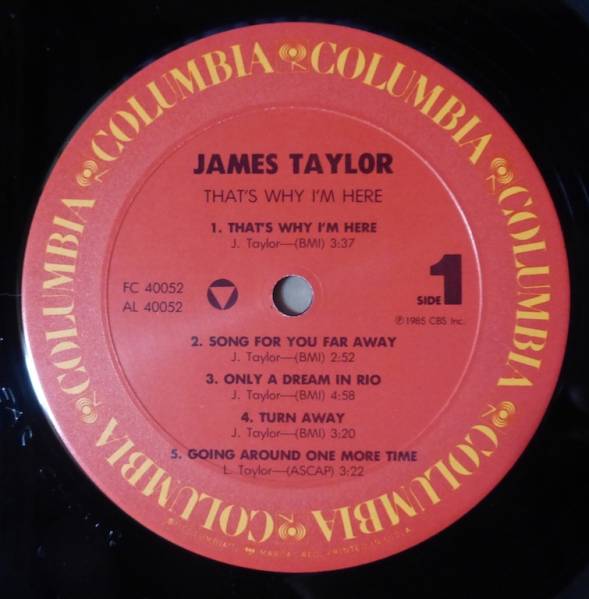 COLUMBIA COLUMBIA COLUMBIA COLUMBIA COLUMBIA COLUMBIA COLUMBIA COLUMBIA
JAMES TAYLOR
THAT'S WHY I'M HERE
1. THAT'S WHY I'M HERE
J. Taylor—(BMI) 3:37
FC 40052
AL 40052
SIDE 1
℗ 1985 CBS Inc.
2. SONG FOR YOU FAR AWAY
J. Taylor—(BMI) 2:52
3. ONLY A DREAM IN RIO
J. Taylor—(BMI) 4:58
4. TURN AWAY
J. Taylor—(BMI) 3:20
5. GOING AROUND ONE MORE TIME
L. Taylor—(ASCAP) 3:22